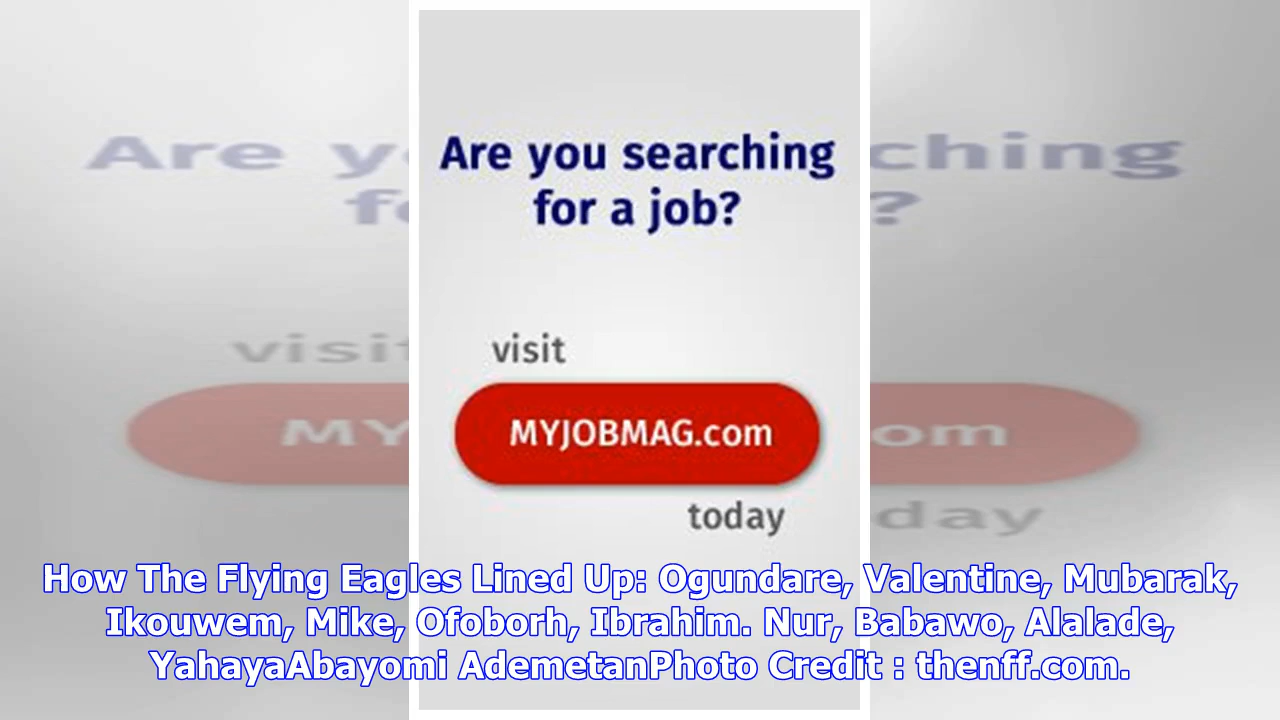 Are you searching
for a job?
visit
MYJOBMAG.com
today
How The Flying Eagles Lined Up: Ogundare, Valentine, Mubarak,
Ikouwem, Mike, Ofoborh, Ibrahim. Nur, Babawo, Alalade,
YahayaAbayomi AdemetanPhoto Credit : thenff.com.